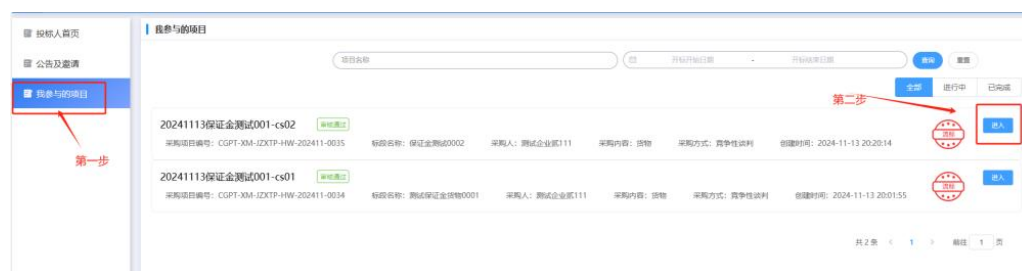 投标人首页
公告及邀请
我参与的项目
第一步
我参与的项目
项目名称 开标开始日期 - 开标结束日期 查询 重置
全部 进行中 已完成
第二步
20241113保证金测试001-cs02 审核通过
采购项目编号：CGPT-XM-JZXTP-HW-202411-0035 标段名称：保证金测试0002 采购人：测试企业贰111 采购内容：货物 采购方式：竞争性谈判 创建时间：2024-11-13 20:20:14
流标 进入
20241113保证金测试001-cs01 审核通过
采购项目编号：CGPT-XM-JZXTP-HW-202411-0034 标段名称：测试保证金货物0001 采购人：测试企业贰111 采购内容：货物 采购方式：竞争性谈判 创建时间：2024-11-13 20:01:55
流标 进入
共 2 条 < 1 > 前往 1 页